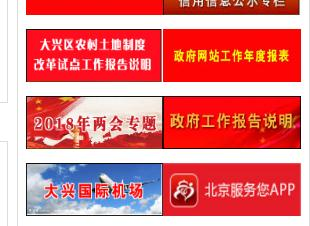 信用信息公示专栏
大兴区农村土地制度
改革试点工作报告说明
政府网站工作年度报表
2018年两会专题
政府工作报告说明
大兴国际机场
北京服务您APP